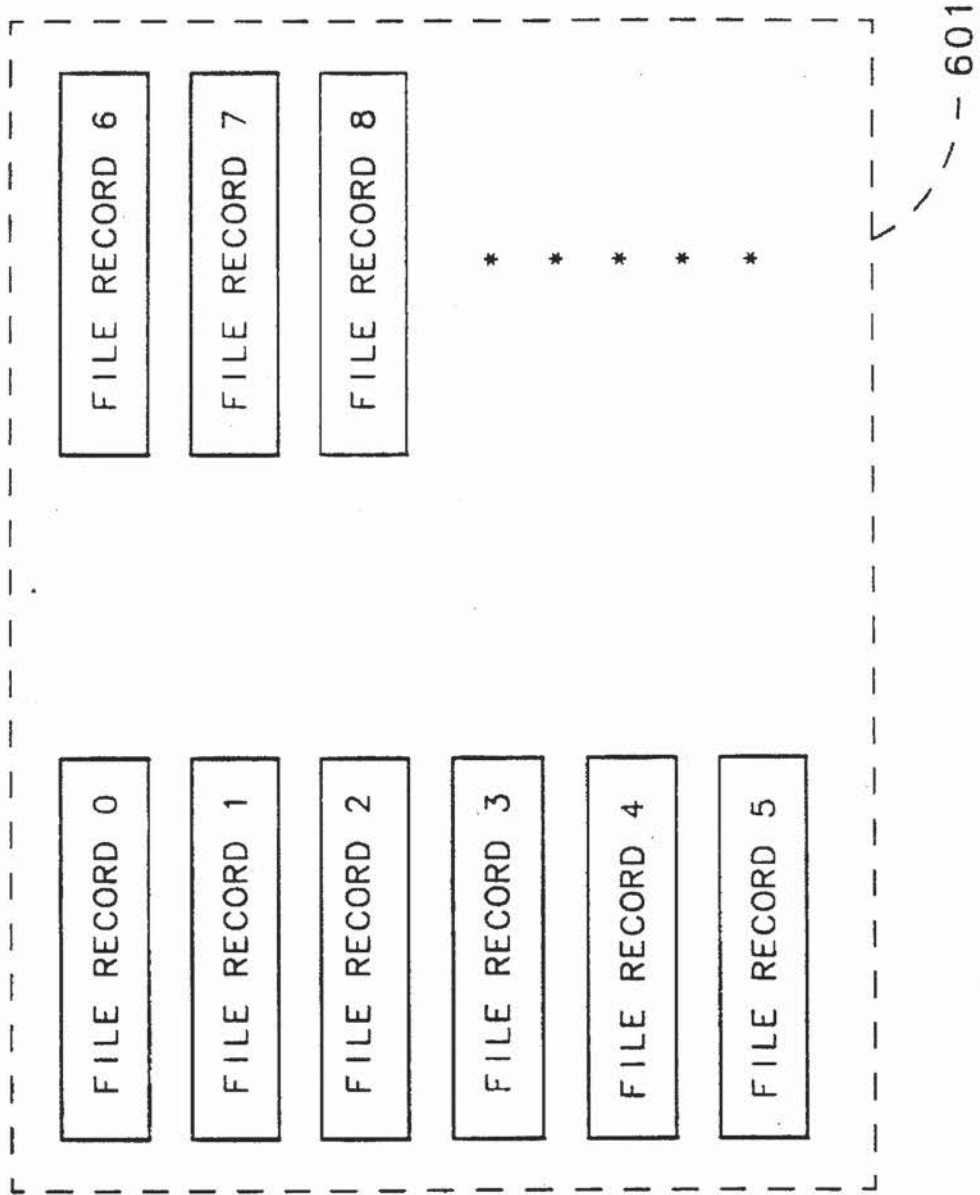 FILE RECORD 0
FILE RECORD 1
FILE RECORD 2
FILE RECORD 3
FILE RECORD 4
FILE RECORD 5
FILE RECORD 6
FILE RECORD 7
FILE RECORD 8
*
*
*
*
*
601